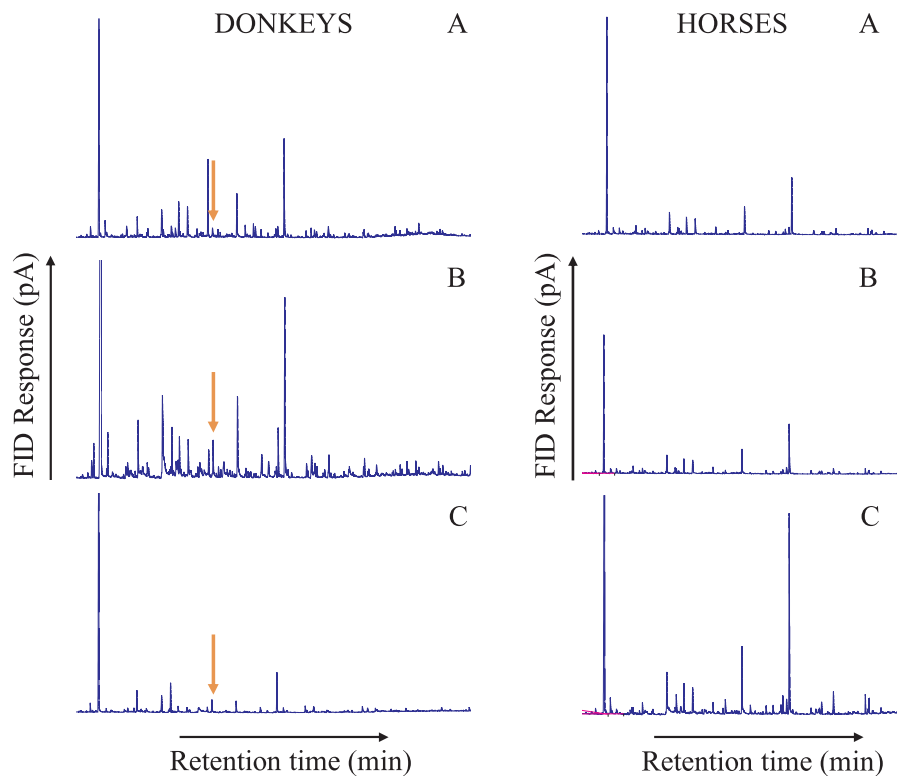 DONKEYS
A
HORSES
A
FID Response (pA)
B
FID Response (pA)
B
C
C
Retention time (min)
Retention time (min)